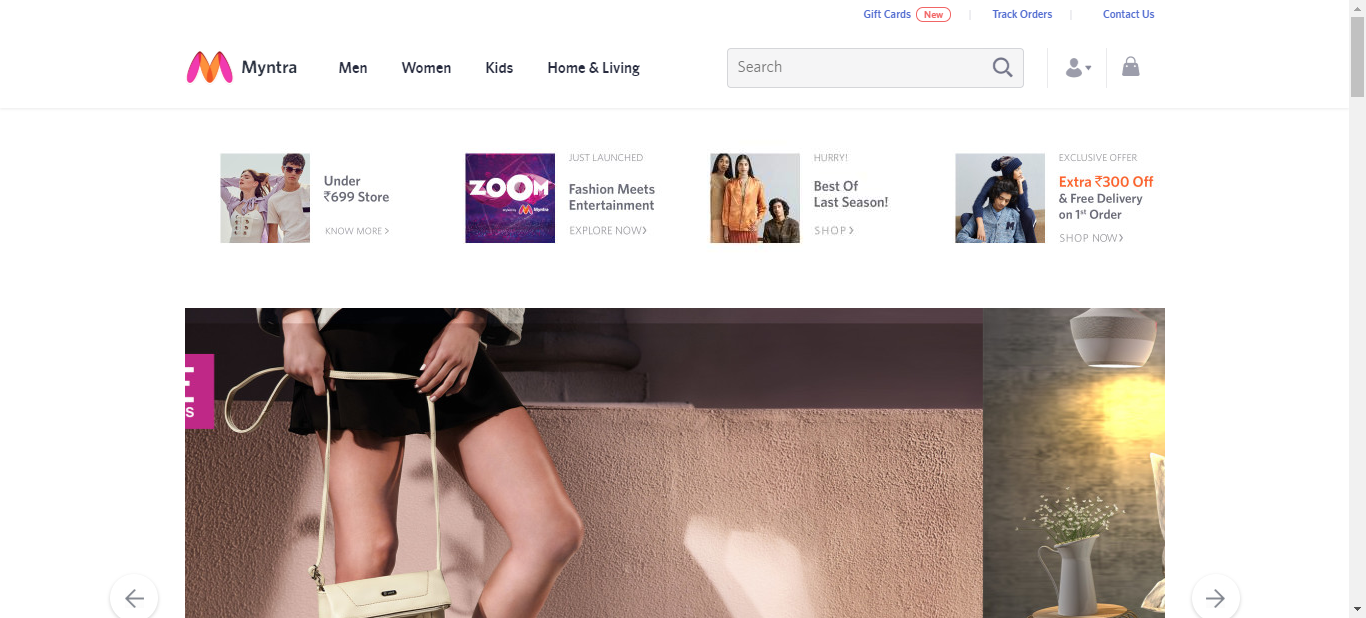 Gift Cards New Track Orders Contact Us
Myntra Men Women Kids Home & Living Search
Under
₹699 Store
KNOW MORE >
ZOOM
Myntra
JUST LAUNCHED
Fashion Meets
Entertainment
EXPLORE NOW>
HURRY!
Best Of
Last Season!
SHOP >
M
EXCLUSIVE OFFER
Extra ₹300 Off
& Free Delivery
on 1st Order
SHOP NOW>
E
S